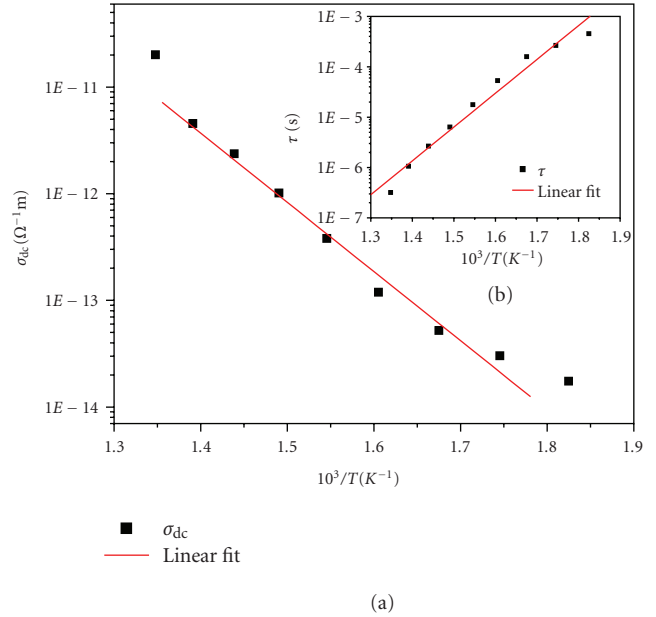 1E − 11
1E − 12
1E − 13
1E − 14
σdc(Ω−1m)
1.3 1.4 1.5 1.6 1.7 1.8 1.9
10³/T(K−1)
1E − 3
1E − 4
1E − 5
1E − 6
1E − 7
τ (s)
τ
Linear fit
1.3 1.4 1.5 1.6 1.7 1.8 1.9
10³/T(K−1)
(b)
σdc
Linear fit
(a)